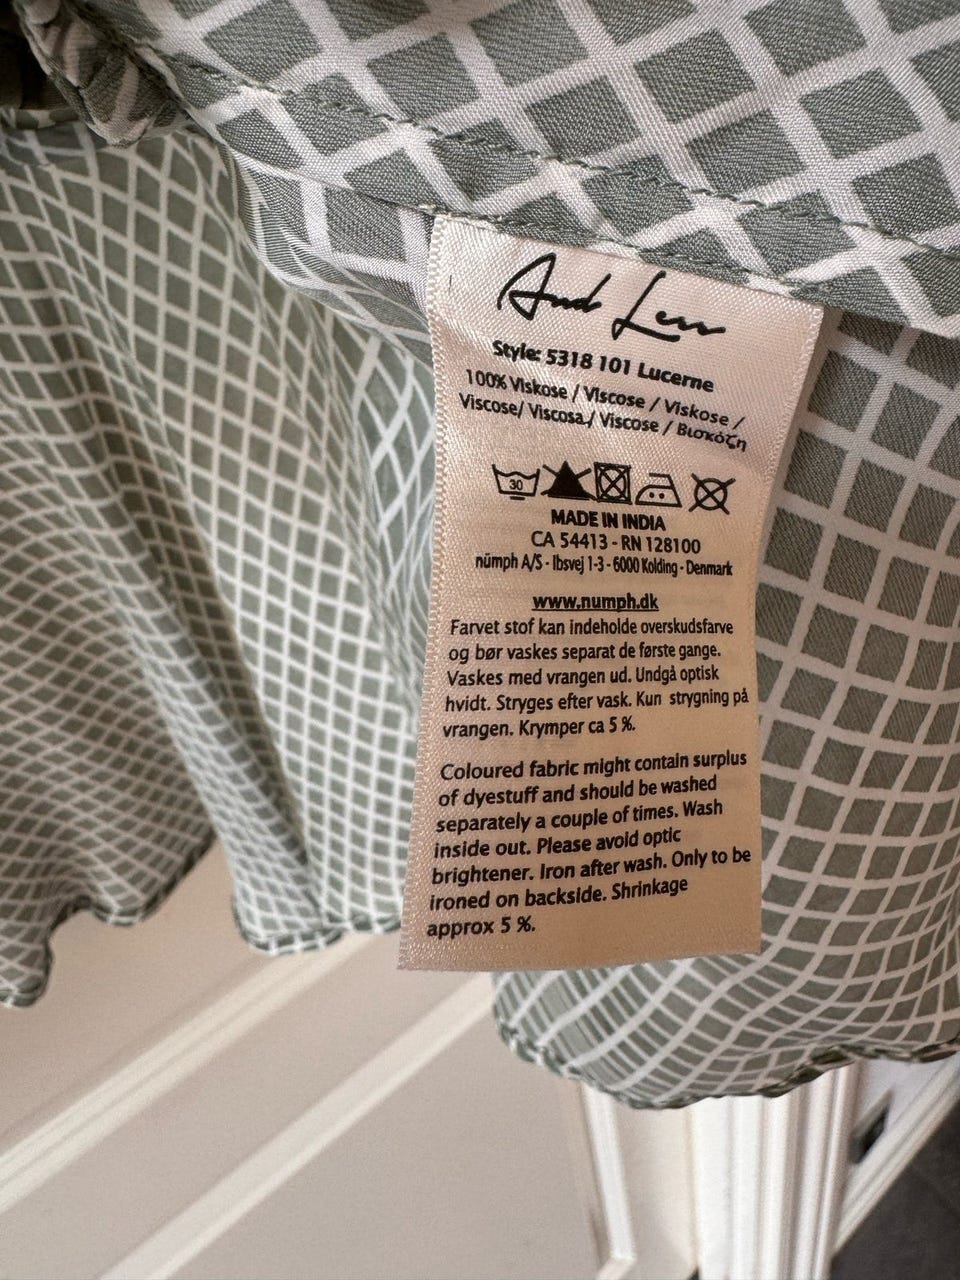 And Less
Style: 5318 101 Lucerne
100% Viskose / Viscose / Viskose /
Viscose/ Viscosa / Viscose / Βισκόζη
30
MADE IN INDIA
CA 54413 - RN 128100
nümph A/S - Ibsvej 1-3 - 6000 Kolding - Denmark
www.numph.dk
Farvet stof kan indeholde overskudsfarve
og bør vaskes separat de første gange.
Vaskes med vrangen ud. Undgå optisk
hvidt. Stryges efter vask. Kun strygning på
vrangen. Krymper ca 5 %.
Coloured fabric might contain surplus
of dyestuff and should be washed
separately a couple of times. Wash
inside out. Please avoid optic
brightener. Iron after wash. Only to be
ironed on backside. Shrinkage
approx 5 %.